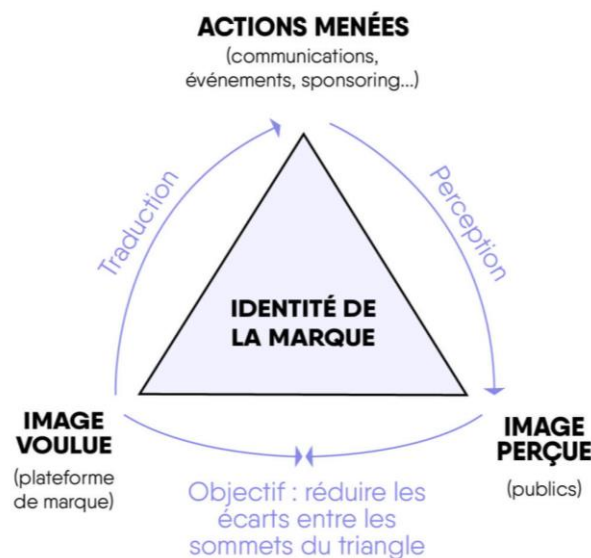 ACTIONS MENÉES
(communications,
événements, sponsoring...)
Traduction
Perception
IDENTITÉ DE
LA MARQUE
IMAGE
VOULUE
(plateforme
de marque)
IMAGE
PERÇUE
(publics)
Objectif : réduire les
écarts entre les
sommets du triangle